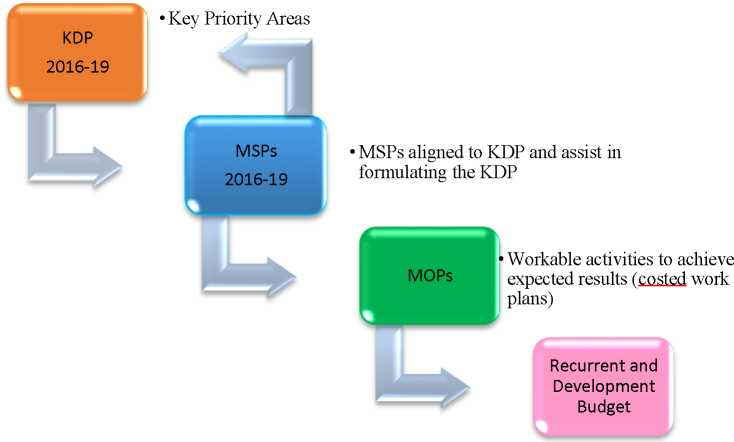 KDP
2016-19
• Key Priority Areas
MSPs
2016-19
• MSPs aligned to KDP and assist in
formulating the KDP
MOPs
• Workable activities to achieve
expected results (costed work
plans)
Recurrent and
Development
Budget